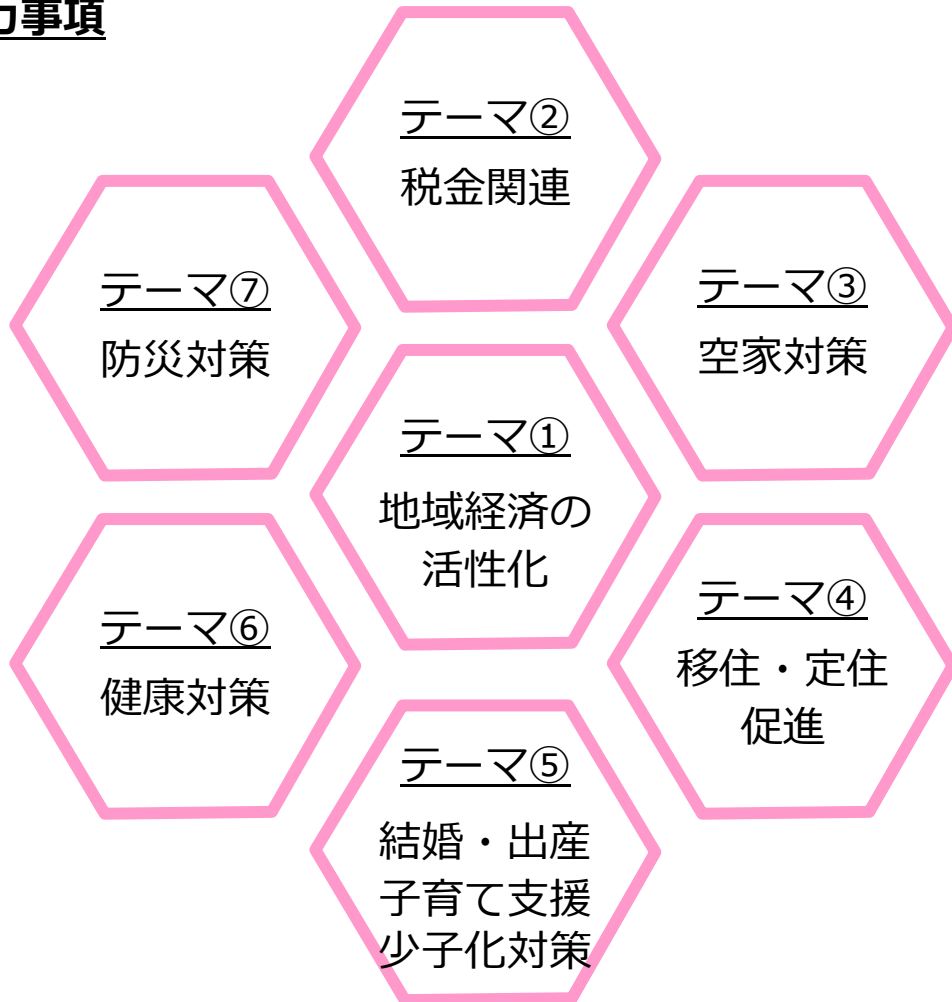 力事項
テーマ②
税金関連
テーマ⑦
防災対策
テーマ③
空家対策
テーマ①
地域経済の
活性化
テーマ⑥
健康対策
テーマ④
移住・定住
促進
テーマ⑤
結婚・出産
子育て支援
少子化対策